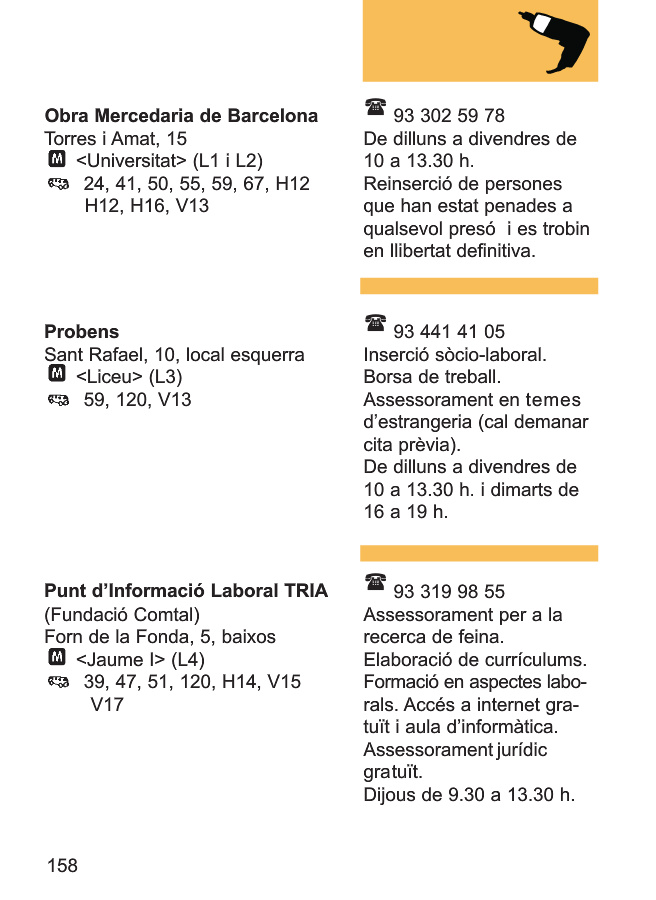 Obra Mercedaria de Barcelona
Torres i Amat, 15
M <Universitat> (L1 i L2)
24, 41, 50, 55, 59, 67, H12
H12, H16, V13
93 302 59 78
De dilluns a divendres de
10 a 13.30 h.
Reinserció de persones
que han estat penades a
qualsevol presó i es trobin
en llibertat definitiva.
Probens
Sant Rafael, 10, local esquerra
M <Liceu> (L3)
59, 120, V13
93 441 41 05
Inserció sòcio-laboral.
Borsa de treball.
Assessorament en temes
d’estrangeria (cal demanar
cita prèvia).
De dilluns a divendres de
10 a 13.30 h. i dimarts de
16 a 19 h.
Punt d’Informació Laboral TRIA
(Fundació Comtal)
Forn de la Fonda, 5, baixos
M <Jaume I> (L4)
39, 47, 51, 120, H14, V15
V17
93 319 98 55
Assessorament per a la
recerca de feina.
Elaboració de currículums.
Formació en aspectes labo-
rals. Accés a internet gra-
tuït i aula d’informàtica.
Assessorament jurídic
gratuït.
Dijous de 9.30 a 13.30 h.
158